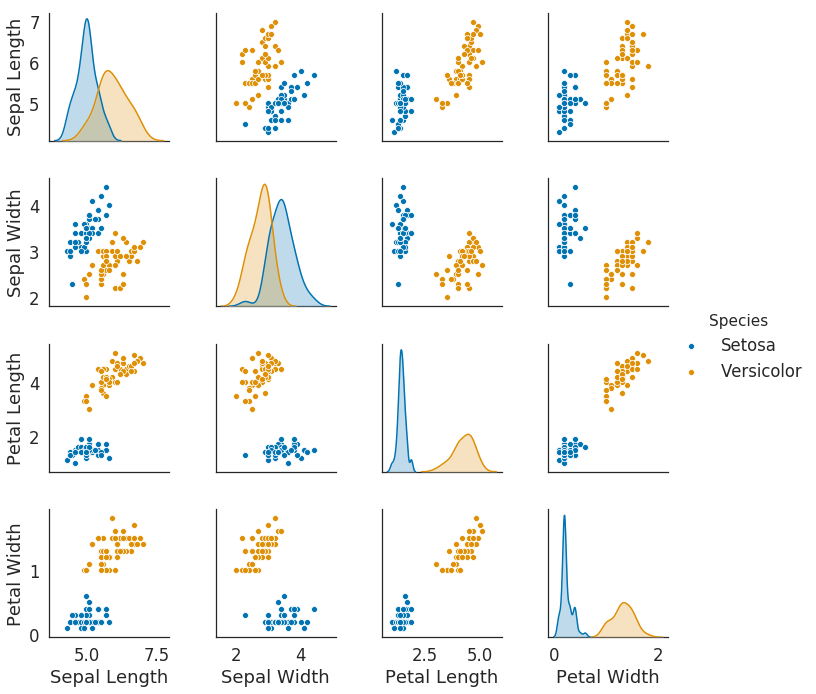 Sepal Length
7
6
5
Sepal Width
4
3
2
Species
Setosa
Versicolor
Petal Length
4
2
Petal Width
1
0
5.0 7.5
Sepal Length
2 4
Sepal Width
2.5 5.0
Petal Length
0 2
Petal Width